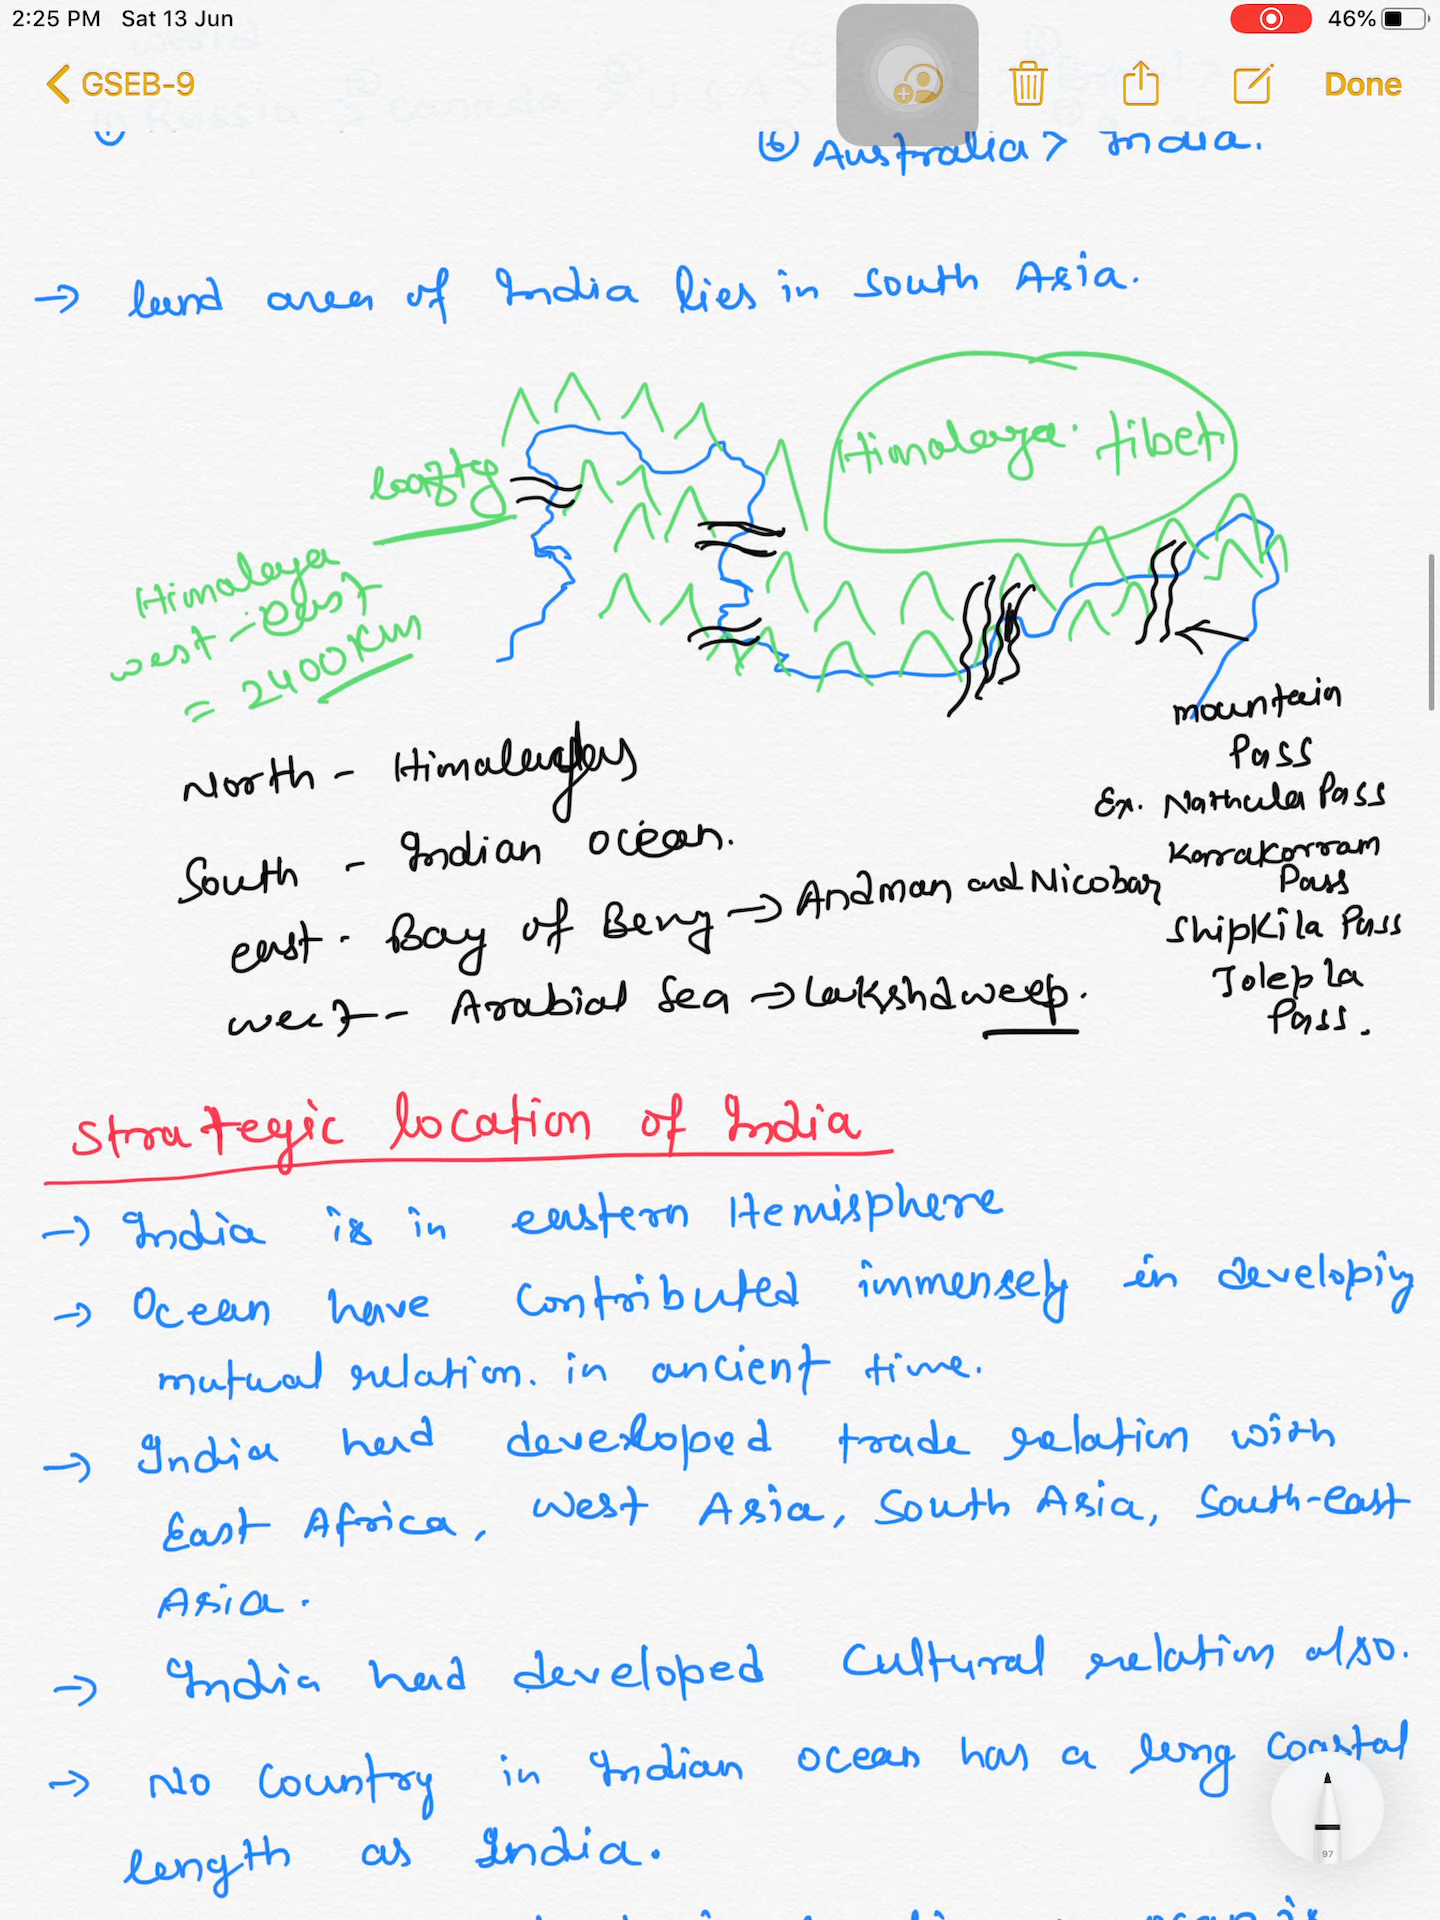 2:25 PM Sat 13 Jun
46%
GSEB-9
Done
⑥ Australia > India.
→ land area of India lies in South Asia.
Himalaya tibet
lofty
Himalaya
west-east
= 2400 km
mountain
Pass
Ex. Nathula Pass
Karakorram
Pass
Shipkila Pass
Jolep La
Pass.
North - Himalayas
South - Indian ocean.
east - Bay of Beng → Andman and Nicobar
west - Arabial Sea → Lakshdweep.
Strategic location of India
→ India is in eastern Hemisphere
→ Ocean have contributed immensely in developing
mutual relation. in ancient time.
→ India had developed trade relation with
East Africa, West Asia, South Asia, South-East
Asia.
→ India had developed Cultural relation also.
→ No Country in Indian ocean has a long coastal
length as India.
97